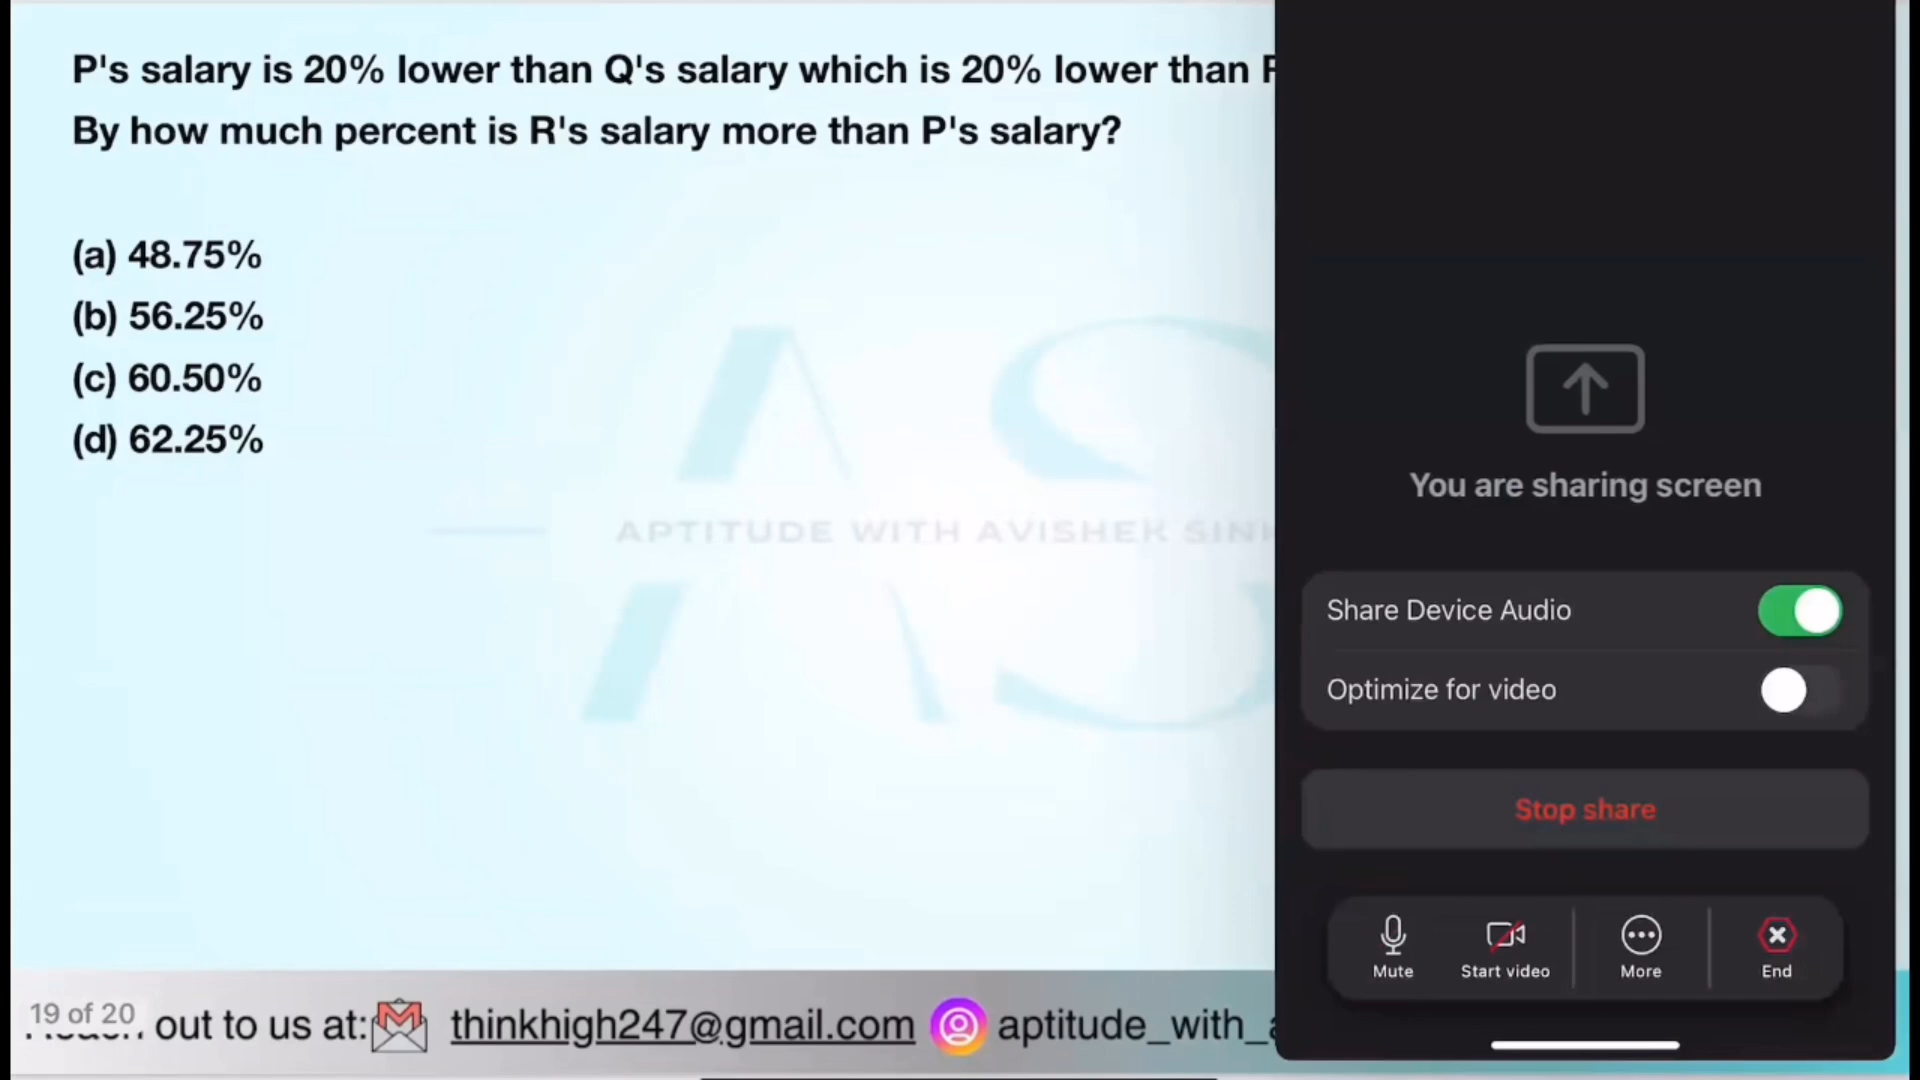 P's salary is 20% lower than Q's salary which is 20% lower than
By how much percent is R's salary more than P's salary?
(a) 48.75%
(b) 56.25%
(c) 60.50%
(d) 62.25%
APTITUDE WITH AVISHEK
You are sharing screen
Share Device Audio
Optimize for video
Stop share
Mute
Start video
More
End
19 of 20
out to us at: thinkhigh247@gmail.com aptitude_with_